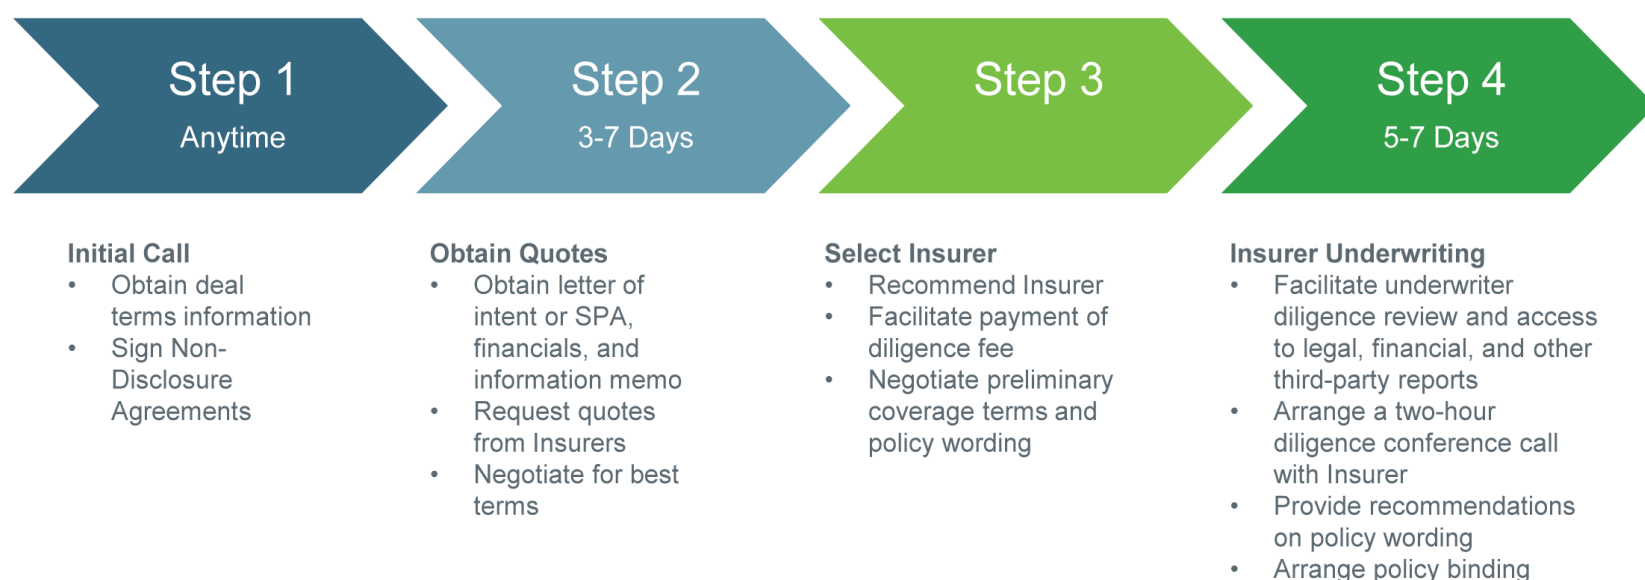 Step 1
Anytime
Step 2
3-7 Days
Step 3
Step 4
5-7 Days
Initial Call
• Obtain deal
terms information
• Sign Non-
Disclosure
Agreements
Obtain Quotes
• Obtain letter of
intent or SPA,
financials, and
information memo
• Request quotes
from Insurers
• Negotiate for best
terms
Select Insurer
• Recommend Insurer
• Facilitate payment of
diligence fee
• Negotiate preliminary
coverage terms and
policy wording
Insurer Underwriting
• Facilitate underwriter
diligence review and access
to legal, financial, and other
third-party reports
• Arrange a two-hour
diligence conference call
with Insurer
• Provide recommendations
on policy wording
• Arrange policy binding